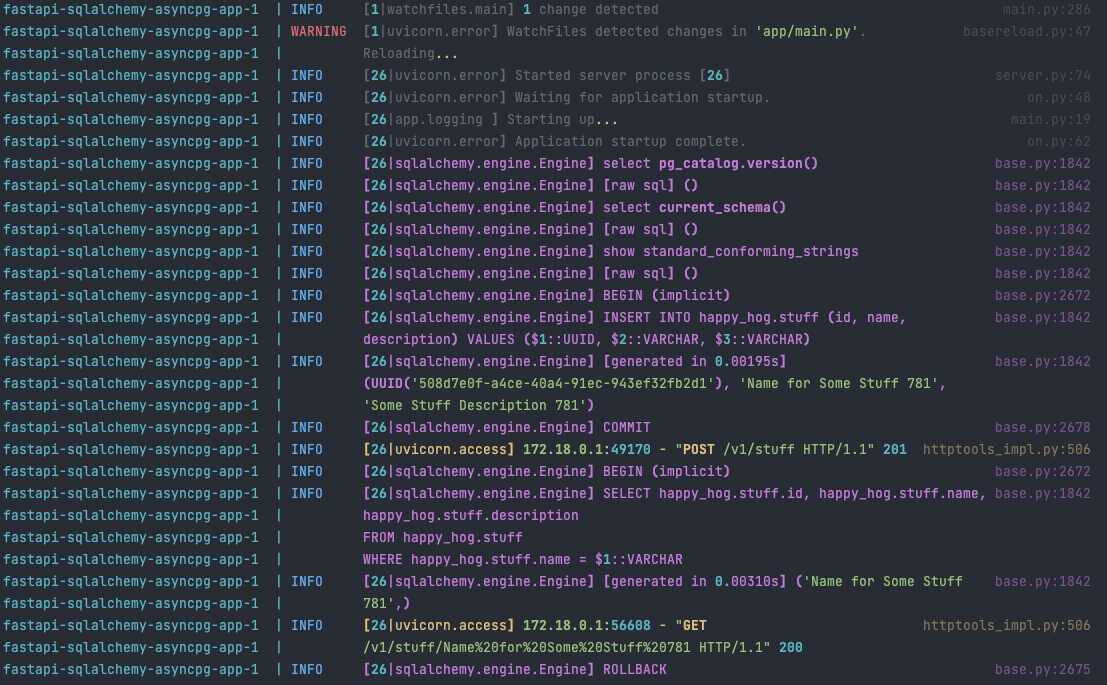 fastapi-sqlalchemy-asyncpg-app-1 | INFO [1|watchfiles.main] 1 change detected main.py:286
fastapi-sqlalchemy-asyncpg-app-1 | WARNING [1|uvicorn.error] WatchFiles detected changes in 'app/main.py'. basereload.py:47
fastapi-sqlalchemy-asyncpg-app-1 | Reloading...
fastapi-sqlalchemy-asyncpg-app-1 | INFO [26|uvicorn.error] Started server process [26] server.py:74
fastapi-sqlalchemy-asyncpg-app-1 | INFO [26|uvicorn.error] Waiting for application startup. on.py:48
fastapi-sqlalchemy-asyncpg-app-1 | INFO [26|app.logging ] Starting up... main.py:19
fastapi-sqlalchemy-asyncpg-app-1 | INFO [26|uvicorn.error] Application startup complete. on.py:62
fastapi-sqlalchemy-asyncpg-app-1 | INFO [26|sqlalchemy.engine.Engine] select pg_catalog.version() base.py:1842
fastapi-sqlalchemy-asyncpg-app-1 | INFO [26|sqlalchemy.engine.Engine] [raw sql] () base.py:1842
fastapi-sqlalchemy-asyncpg-app-1 | INFO [26|sqlalchemy.engine.Engine] select current_schema() base.py:1842
fastapi-sqlalchemy-asyncpg-app-1 | INFO [26|sqlalchemy.engine.Engine] [raw sql] () base.py:1842
fastapi-sqlalchemy-asyncpg-app-1 | INFO [26|sqlalchemy.engine.Engine] show standard_conforming_strings base.py:1842
fastapi-sqlalchemy-asyncpg-app-1 | INFO [26|sqlalchemy.engine.Engine] [raw sql] () base.py:1842
fastapi-sqlalchemy-asyncpg-app-1 | INFO [26|sqlalchemy.engine.Engine] BEGIN (implicit) base.py:2672
fastapi-sqlalchemy-asyncpg-app-1 | INFO [26|sqlalchemy.engine.Engine] INSERT INTO happy_hog.stuff (id, name, base.py:1842
fastapi-sqlalchemy-asyncpg-app-1 | description) VALUES ($1::UUID, $2::VARCHAR, $3::VARCHAR)
fastapi-sqlalchemy-asyncpg-app-1 | INFO [26|sqlalchemy.engine.Engine] [generated in 0.00195s] base.py:1842
fastapi-sqlalchemy-asyncpg-app-1 | (UUID('508d7e0f-a4ce-40a4-91ec-943ef32fb2d1'), 'Name for Some Stuff 781',
fastapi-sqlalchemy-asyncpg-app-1 | 'Some Stuff Description 781')
fastapi-sqlalchemy-asyncpg-app-1 | INFO [26|sqlalchemy.engine.Engine] COMMIT base.py:2678
fastapi-sqlalchemy-asyncpg-app-1 | INFO [26|uvicorn.access] 172.18.0.1:49170 - "POST /v1/stuff HTTP/1.1" 201 httptools_impl.py:506
fastapi-sqlalchemy-asyncpg-app-1 | INFO [26|sqlalchemy.engine.Engine] BEGIN (implicit) base.py:2672
fastapi-sqlalchemy-asyncpg-app-1 | INFO [26|sqlalchemy.engine.Engine] SELECT happy_hog.stuff.id, happy_hog.stuff.name, base.py:1842
fastapi-sqlalchemy-asyncpg-app-1 | happy_hog.stuff.description
fastapi-sqlalchemy-asyncpg-app-1 | FROM happy_hog.stuff
fastapi-sqlalchemy-asyncpg-app-1 | WHERE happy_hog.stuff.name = $1::VARCHAR
fastapi-sqlalchemy-asyncpg-app-1 | INFO [26|sqlalchemy.engine.Engine] [generated in 0.00310s] ('Name for Some Stuff base.py:1842
fastapi-sqlalchemy-asyncpg-app-1 | 781',)
fastapi-sqlalchemy-asyncpg-app-1 | INFO [26|uvicorn.access] 172.18.0.1:56608 - "GET httptools_impl.py:506
fastapi-sqlalchemy-asyncpg-app-1 | /v1/stuff/Name%20for%20Some%20Stuff%20781 HTTP/1.1" 200
fastapi-sqlalchemy-asyncpg-app-1 | INFO [26|sqlalchemy.engine.Engine] ROLLBACK base.py:2675